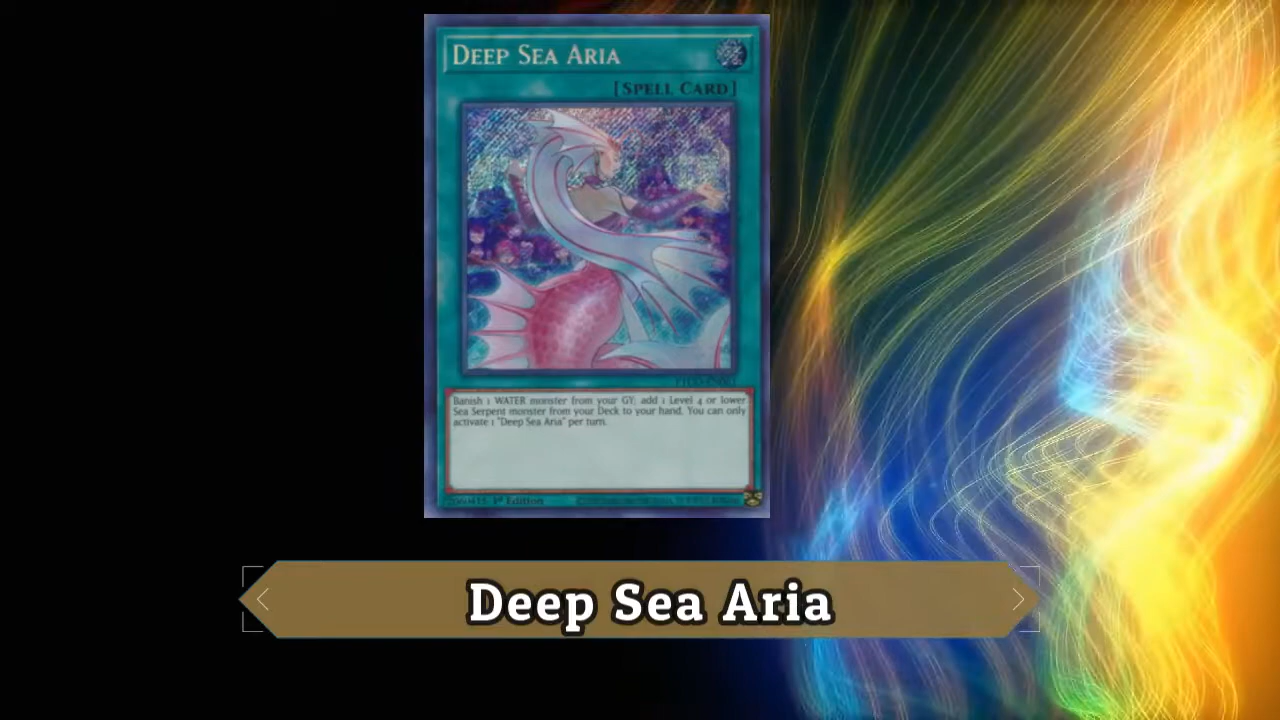 DEEP SEA ARIA
[SPELL CARD]
Banish 1 WATER monster from your GY; add 1 Level 4 or lower
Sea Serpent monster from your Deck to your hand. You can only
activate 1 "Deep Sea Aria" per turn.
1st Edition
Deep Sea Aria